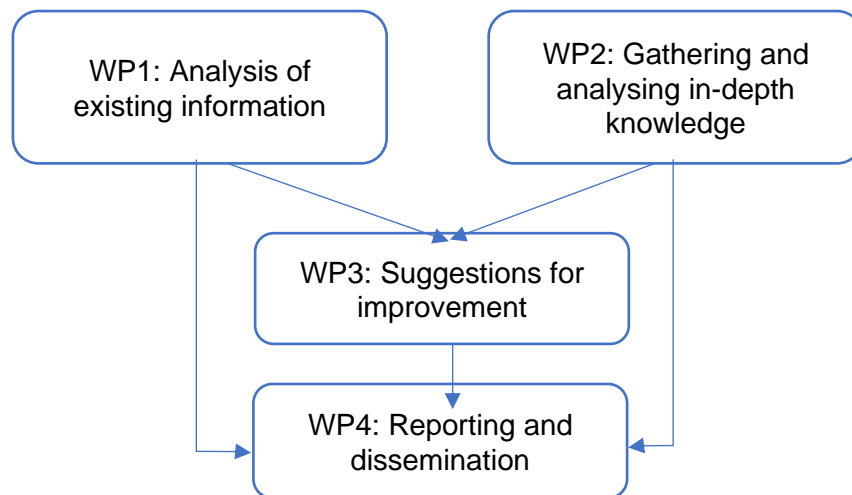 WP1: Analysis of
existing information
WP2: Gathering and
analysing in-depth
knowledge
WP3: Suggestions for
improvement
WP4: Reporting and
dissemination